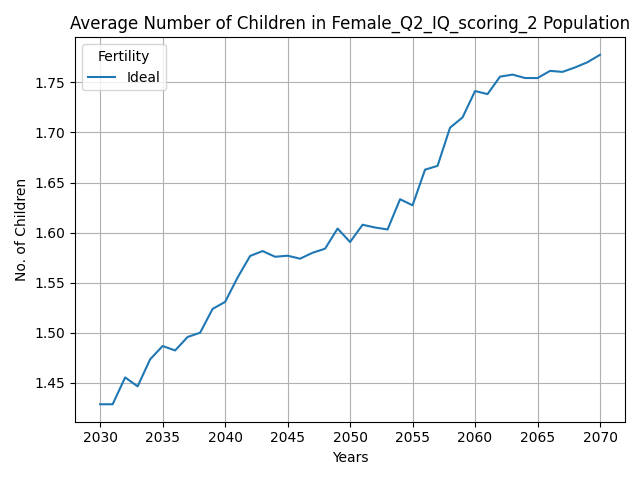 Average Number of Children in Female_Q2_IQ_scoring_2 Population
Fertility
Ideal
No. of Children
1.75
1.70
1.65
1.60
1.55
1.50
1.45
2030 2035 2040 2045 2050 2055 2060 2065 2070
Years